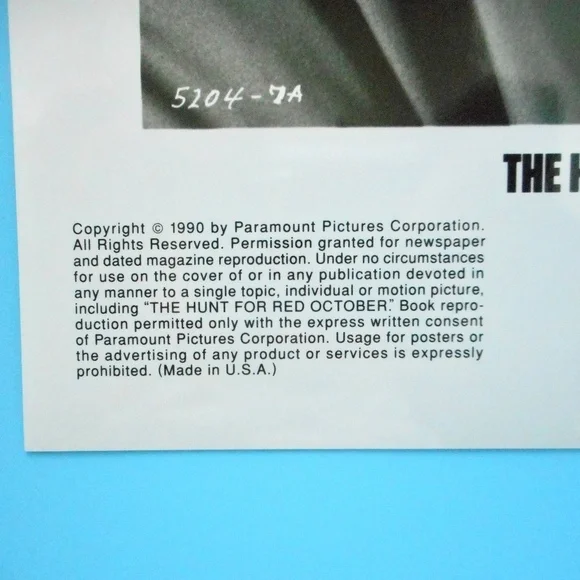 5204-7A
THE
Copyright © 1990 by Paramount Pictures Corporation.
All Rights Reserved. Permission granted for newspaper
and dated magazine reproduction. Under no circumstances
for use on the cover of or in any publication devoted in
any manner to a single topic, individual or motion picture,
including “THE HUNT FOR RED OCTOBER.” Book repro-
duction permitted only with the express written consent
of Paramount Pictures Corporation. Usage for posters or
the advertising of any product or services is expressly
prohibited. (Made in U.S.A.)